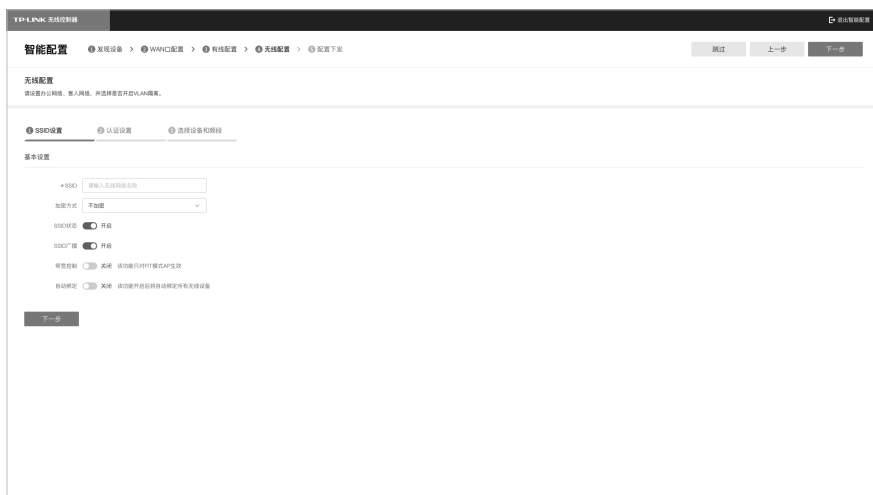 TP-LINK 无线控制器
退出智能配置
智能配置 1 发现设备 > 2 WAN口配置 > 3 有线配置 > 4 无线配置 > 5 配置下发
跳过 上一步 下一步
无线配置
请设置办公网络、客人网络，并选择是否开启VLAN隔离。
1 SSID设置 2 认证设置 3 选择设备和频段
基本设置
*SSID 请输入无线网络名称
加密方式 不加密
SSID状态 开启
SSID广播 开启
带宽控制 关闭 该功能只对FIT模式AP生效
自动绑定 关闭 该功能开启后将自动绑定所有无线设备
下一步